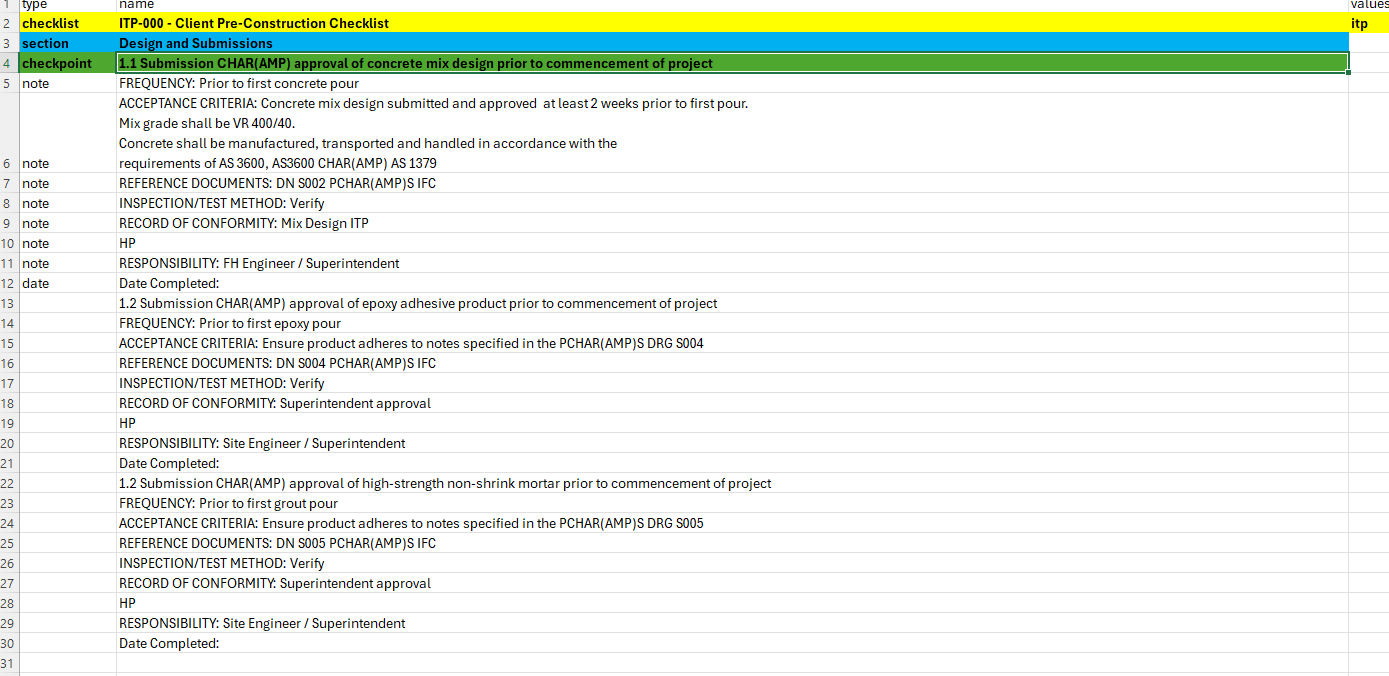 1 type name values
2 checklist ITP-000 - Client Pre-Construction Checklist itp
3 section Design and Submissions
4 checkpoint 1.1 Submission CHAR(AMP) approval of concrete mix design prior to commencement of project
5 note FREQUENCY: Prior to first concrete pour
ACCEPTANCE CRITERIA: Concrete mix design submitted and approved  at least 2 weeks prior to first pour.
Mix grade shall be VR 400/40.
Concrete shall be manufactured, transported and handled in accordance with the
6 note requirements of AS 3600, AS3600 CHAR(AMP) AS 1379
7 note REFERENCE DOCUMENTS: DN S002 PCHAR(AMP)S IFC
8 note INSPECTION/TEST METHOD: Verify
9 note RECORD OF CONFORMITY: Mix Design ITP
10 note HP
11 note RESPONSIBILITY: FH Engineer / Superintendent
12 date Date Completed:
13 1.2 Submission CHAR(AMP) approval of epoxy adhesive product prior to commencement of project
14 FREQUENCY: Prior to first epoxy pour
15 ACCEPTANCE CRITERIA: Ensure product adheres to notes specified in the PCHAR(AMP)S DRG S004
16 REFERENCE DOCUMENTS: DN S004 PCHAR(AMP)S IFC
17 INSPECTION/TEST METHOD: Verify
18 RECORD OF CONFORMITY: Superintendent approval
19 HP
20 RESPONSIBILITY: Site Engineer / Superintendent
21 Date Completed:
22 1.2 Submission CHAR(AMP) approval of high-strength non-shrink mortar prior to commencement of project
23 FREQUENCY: Prior to first grout pour
24 ACCEPTANCE CRITERIA: Ensure product adheres to notes specified in the PCHAR(AMP)S DRG S005
25 REFERENCE DOCUMENTS: DN S005 PCHAR(AMP)S IFC
26 INSPECTION/TEST METHOD: Verify
27 RECORD OF CONFORMITY: Superintendent approval
28 HP
29 RESPONSIBILITY: Site Engineer / Superintendent
30 Date Completed:
31